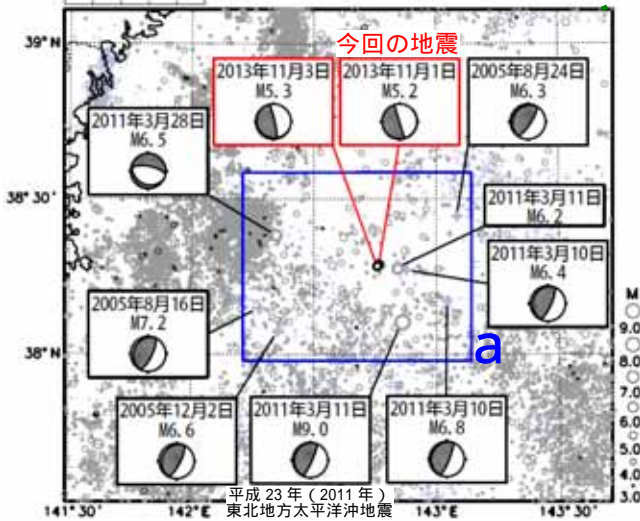 39°N
今回の地震
2013年11月3日
M5.3
2013年11月1日
M5.2
2005年8月24日
M6.3
2011年3月28日
M6.5
38°30'
2011年3月11日
M6.2
2011年3月10日
M6.4
2005年8月16日
M7.2
38°N
a
2005年12月2日
M6.6
2011年3月11日
M9.0
2011年3月10日
M6.8
平成 23 年 ( 2011 年 )
東北地方太平洋沖地震
141°30'
142°E
143°E
143°30'
M
9.0
8.0
7.0
6.0
5.0
4.0
3.0